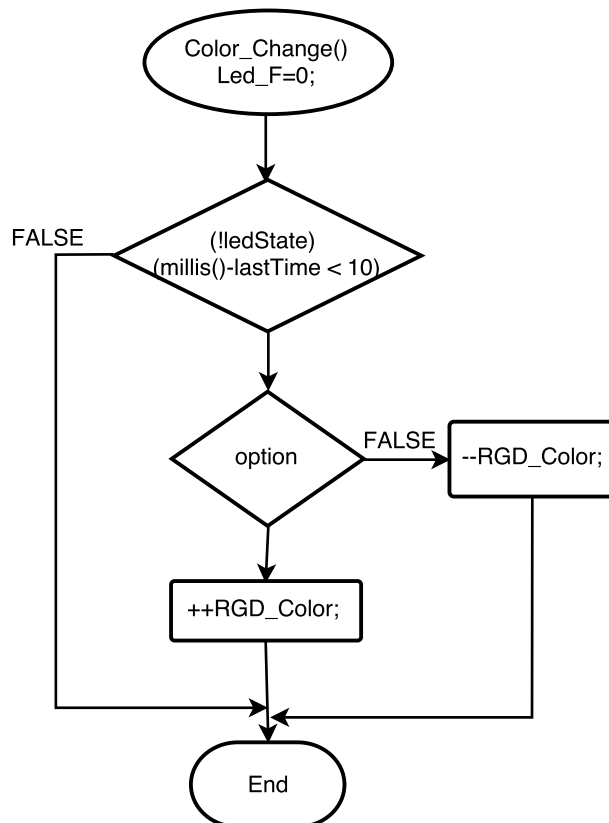 Color_Change()
Led_F=0;
FALSE
(!ledState)
(millis()-lastTime < 10)
option
FALSE
--RGD_Color;
++RGD_Color;
End